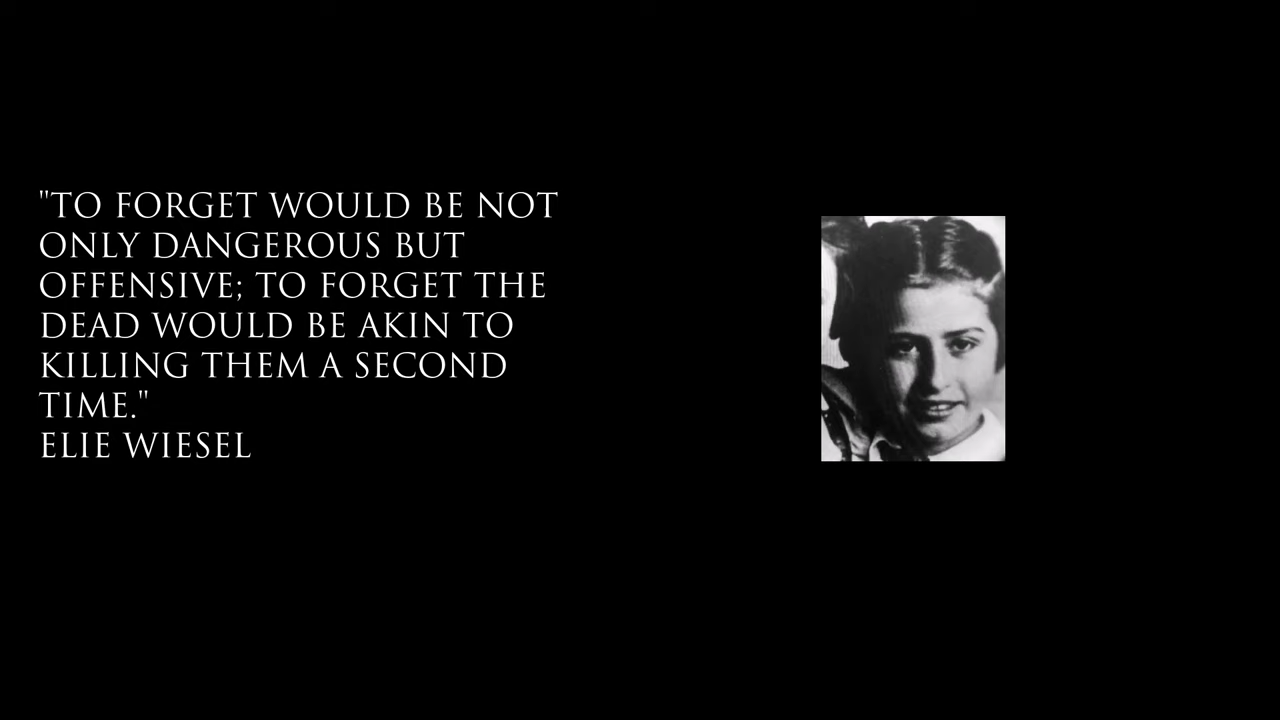 "TO FORGET WOULD BE NOT
ONLY DANGEROUS BUT
OFFENSIVE; TO FORGET THE
DEAD WOULD BE AKIN TO
KILLING THEM A SECOND
TIME."
ELIE WIESEL